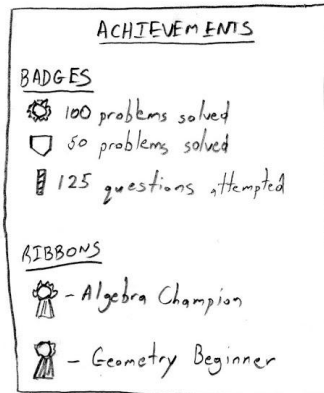 ACHIEVEMENTS
BADGES
100 problems solved
50 problems solved
125 questions attempted
RIBBONS
- Algebra Champion
- Geometry Beginner